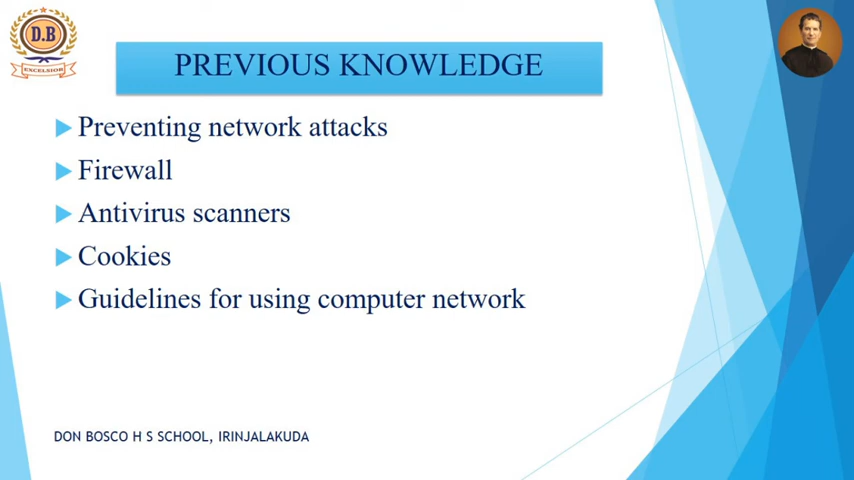 D.B
EXCELSIOR
PREVIOUS KNOWLEDGE
Preventing network attacks
Firewall
Antivirus scanners
Cookies
Guidelines for using computer network
DON BOSCO H S SCHOOL, IRINJALAKUDA